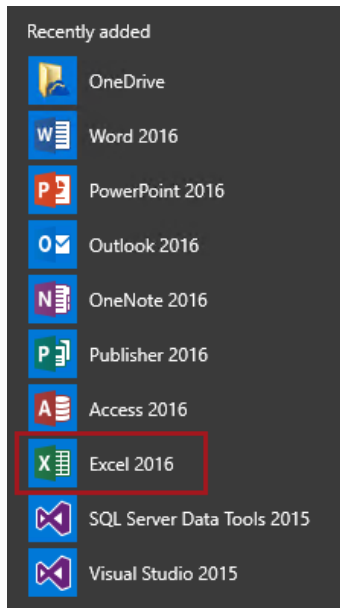 Recently added
OneDrive
W Word 2016
P PowerPoint 2016
O Outlook 2016
N OneNote 2016
P Publisher 2016
A Access 2016
X Excel 2016
SQL Server Data Tools 2015
Visual Studio 2015